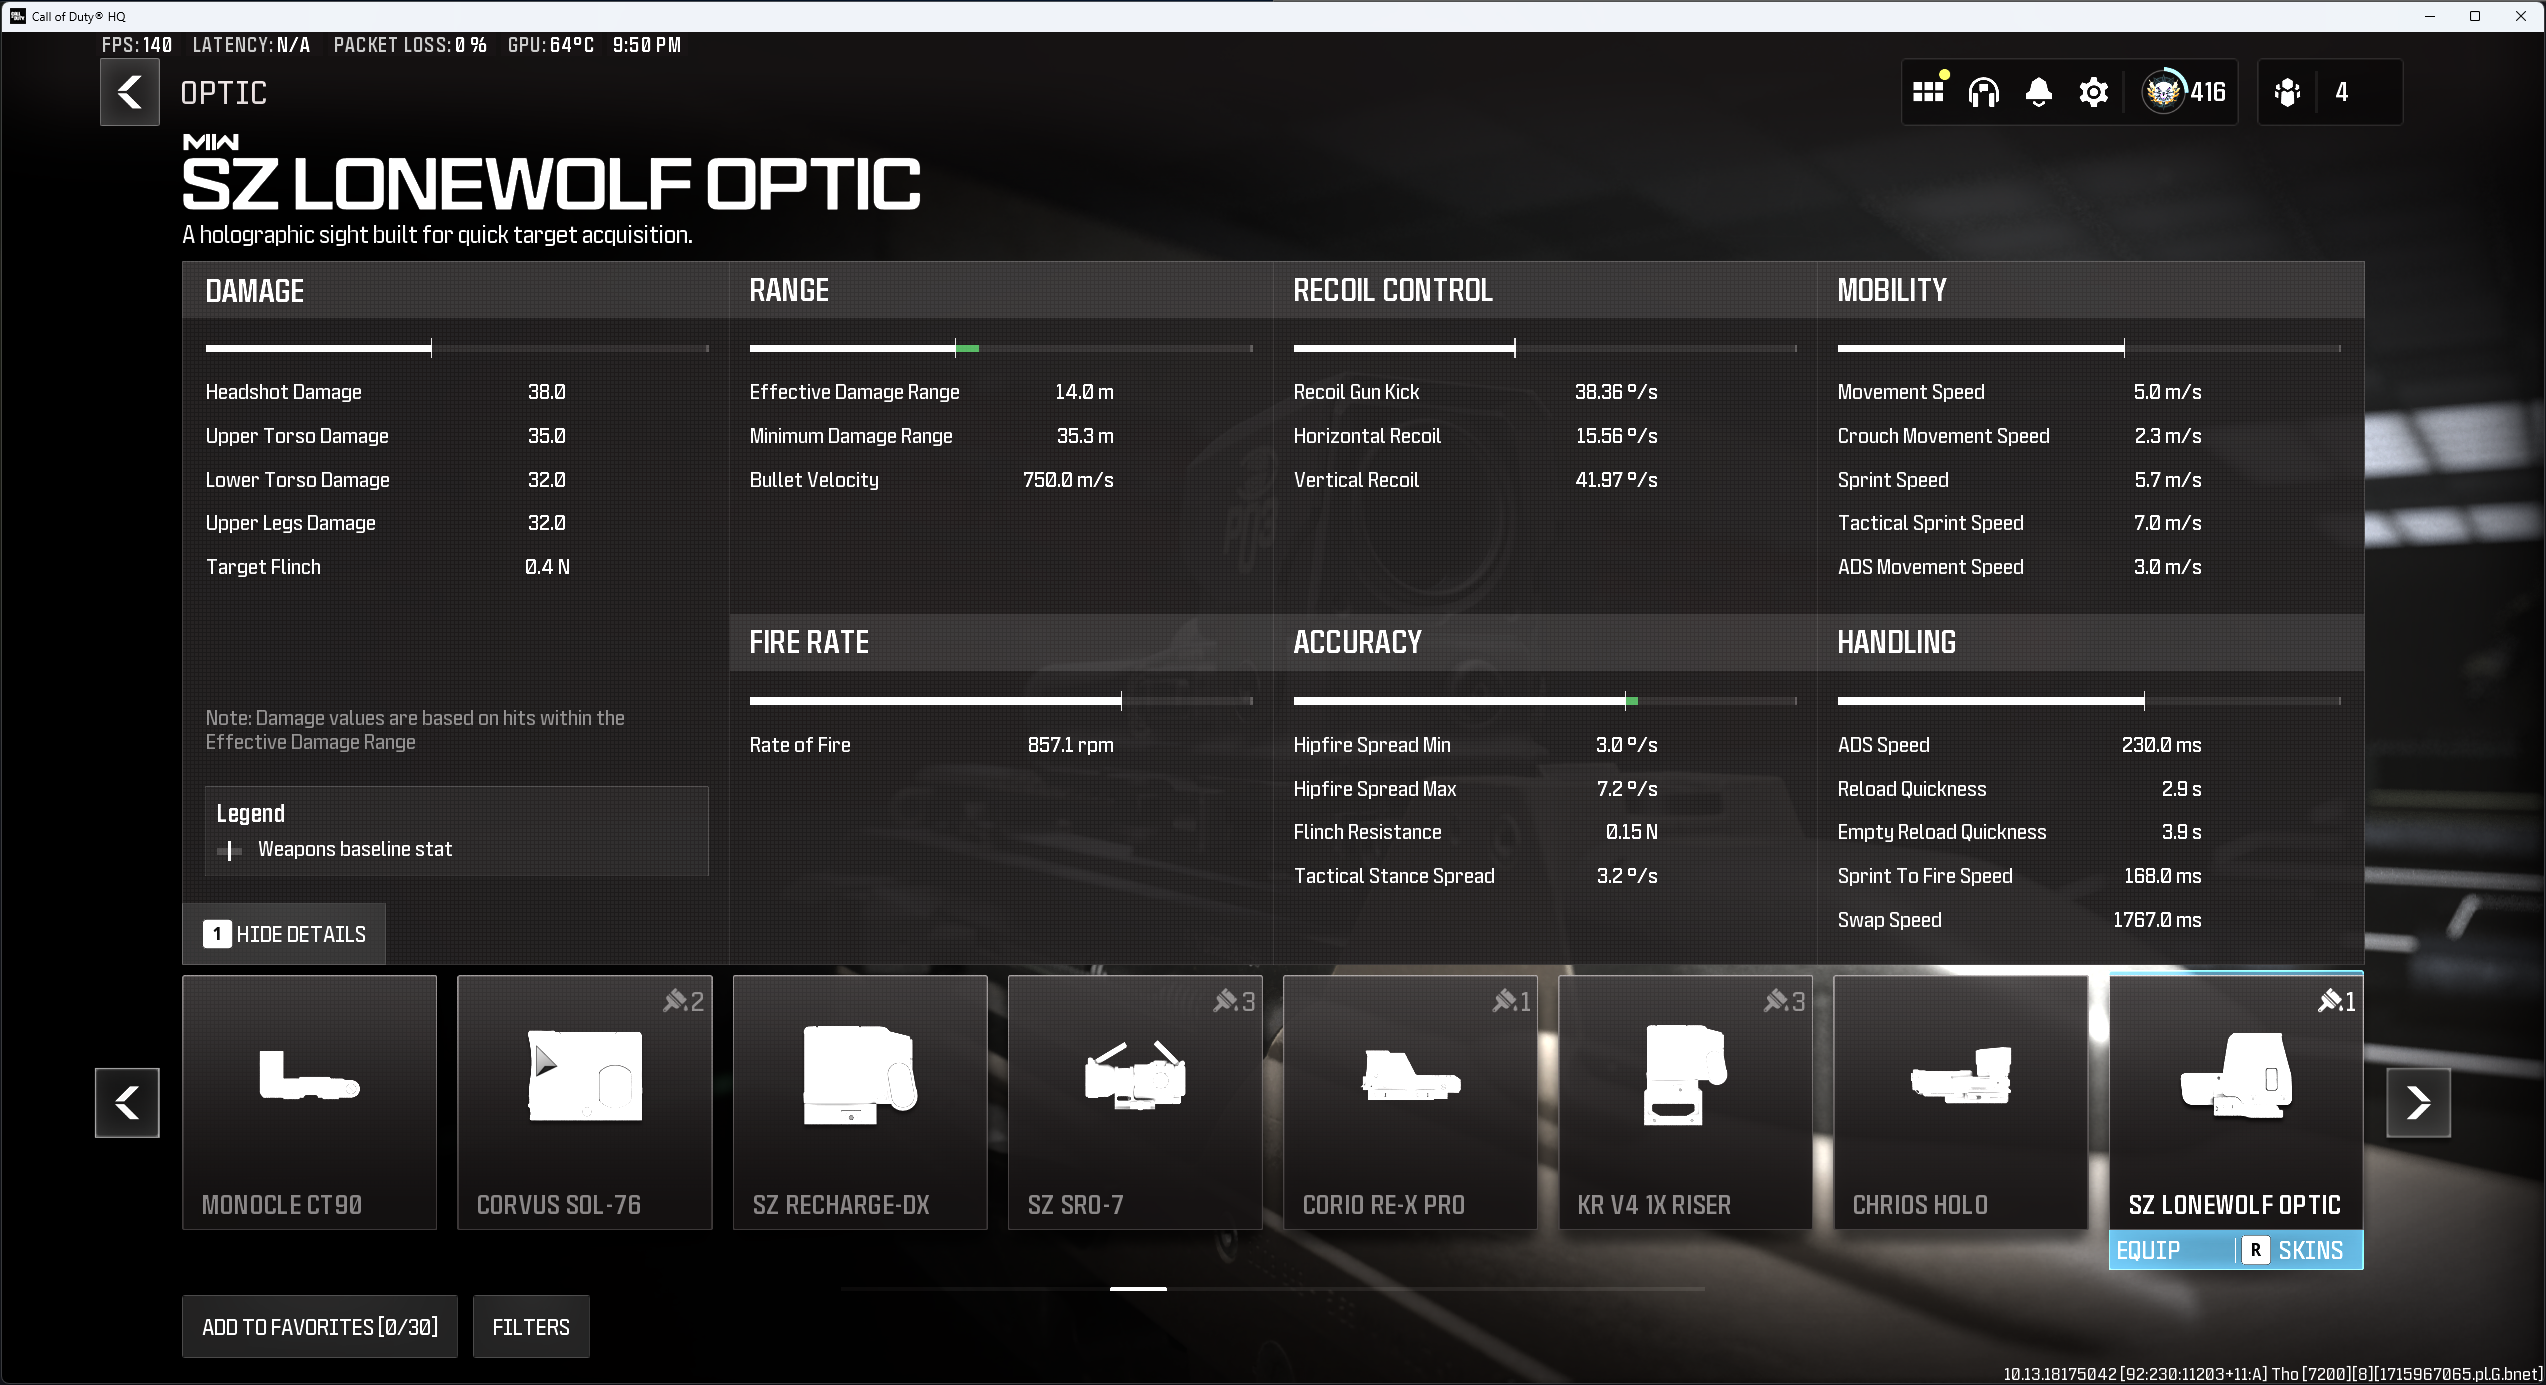 Call of Duty® HQ
FPS: 140 LATENCY: N/A PACKET LOSS: 0 % GPU: 64°C 9:50 PM
OPTIC
416
4
MW
SZ LONEWOLF OPTIC
A holographic sight built for quick target acquisition.
DAMAGE
Headshot Damage 38.0
Upper Torso Damage 35.0
Lower Torso Damage 32.0
Upper Legs Damage 32.0
Target Flinch 0.4 N
Note: Damage values are based on hits within the
Effective Damage Range
Legend
Weapons baseline stat
1 HIDE DETAILS
RANGE
Effective Damage Range 14.0 m
Minimum Damage Range 35.3 m
Bullet Velocity 750.0 m/s
FIRE RATE
Rate of Fire 857.1 rpm
RECOIL CONTROL
Recoil Gun Kick 38.36 º/s
Horizontal Recoil 15.56 º/s
Vertical Recoil 41.97 º/s
ACCURACY
Hipfire Spread Min 3.0 º/s
Hipfire Spread Max 7.2 º/s
Flinch Resistance 0.15 N
Tactical Stance Spread 3.2 º/s
MOBILITY
Movement Speed 5.0 m/s
Crouch Movement Speed 2.3 m/s
Sprint Speed 5.7 m/s
Tactical Sprint Speed 7.0 m/s
ADS Movement Speed 3.0 m/s
HANDLING
ADS Speed 230.0 ms
Reload Quickness 2.9 s
Empty Reload Quickness 3.9 s
Sprint To Fire Speed 168.0 ms
Swap Speed 1767.0 ms
MONOCLE CT90
2
CORVUS SOL-76
SZ RECHARGE-DX
3
SZ SRO-7
1
CORIO RE-X PRO
3
KR V4 1X RISER
CHRIOS HOLO
1
SZ LONEWOLF OPTIC
EQUIP R SKINS
ADD TO FAVORITES [0/30]
FILTERS
10.13.18175042 [92:230:11203+11:A] Tho [7200][8][1715967065.pl.G.bnet]